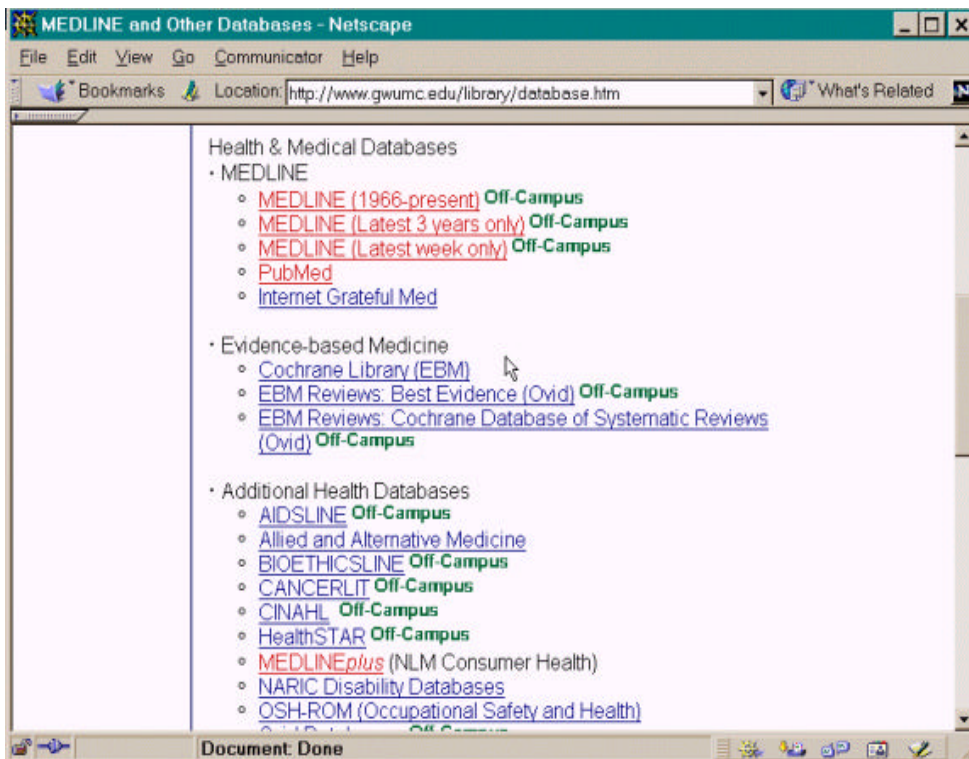 MEDLINE and Other Databases - Netscape
File Edit View Go Communicator Help
Bookmarks Location: http://www.gwumc.edu/library/database.htm What's Related N
Health & Medical Databases
· MEDLINE
MEDLINE (1966-present) Off-Campus
MEDLINE (Latest 3 years only) Off-Campus
MEDLINE (Latest week only) Off-Campus
PubMed
Internet Grateful Med
· Evidence-based Medicine
Cochrane Library (EBM)
EBM Reviews: Best Evidence (Ovid) Off-Campus
EBM Reviews: Cochrane Database of Systematic Reviews
(Ovid) Off-Campus
· Additional Health Databases
AIDSLINE Off-Campus
Allied and Alternative Medicine
BIOETHICSLINE Off-Campus
CANCERLIT Off-Campus
CINAHL Off-Campus
HealthSTAR Off-Campus
MEDLINEplus (NLM Consumer Health)
NARIC Disability Databases
OSH-ROM (Occupational Safety and Health)
Off-Campus
Document: Done